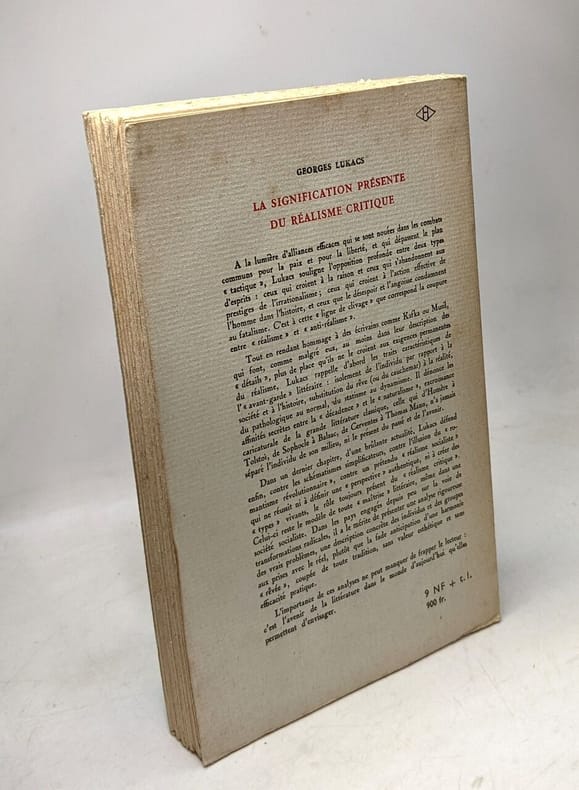 H
GEORGES LUKACS
LA SIGNIFICATION PRÉSENTE
DU RÉALISME CRITIQUE
A la lumière d'alliances efficaces qui se sont nouées dans les combats
communs pour la paix et pour la liberté, et qui dépassent le plan
« tactique », Lukacs souligne l'opposition profonde entre deux types
d'esprits : ceux qui croient à la raison et ceux qui s'abandonnent aux
prestiges de l'irrationalisme ; ceux qui croient à l'action effective de
l'homme dans l'histoire, et ceux que le désespoir et l'angoisse condamnent
au fatalisme. C'est à cette « ligne de clivage » que correspond la coupure
entre « réalisme » et « anti-réalisme ».
Tout en rendant hommage à des écrivains comme Kafka ou Musil,
qui font, comme malgré eux, au moins dans leur description des
« détails », plus de place qu'ils ne le croient aux exigences permanentes
du réalisme, Lukacs rappelle d'abord les traits caractéristiques de
l'« avant-garde » littéraire : isolement de l'individu par rapport à la
société et à l'histoire, substitution du rêve (ou du cauchemar) à la réalité,
du pathologique au normal, du statisme au dynamisme. Il dénonce les
affinités secrètes entre la « décadence » et le « naturalisme », excroissance
caricaturale de la grande littérature classique, celle qui d'Homère à
Tolstoi, de Sophocle à Balzac, de Cervantès à Thomas Mann, n'a jamais
séparé l'individu de son milieu, ni le présent du passé et de l'avenir.
Dans un dernier chapitre, d'une brûlante actualité, Lukacs défend
enfin, contre les schématismes simplificateurs, contre l'illusion du « ro-
mantisme révolutionnaire », contre un prétendu « réalisme socialiste »
qui ne réussit ni à définir une « perspective » authentique, ni à créer des
« types » vivants, le rôle toujours présent du « réalisme critique ».
Celui-ci reste le modèle de toute « maîtrise » littéraire, même dans une
société socialiste. Dans les pays engagés depuis peu sur la voie de
transformations radicales, il a le mérite de présenter une analyse rigoureuse
des vrais problèmes, une description concrète des individus et des groupes
aux prises avec le réel, plutôt que la fade anticipation d'une harmonie
« rêvée », coupée de toute tradition, sans valeur esthétique et sans
efficacité pratique.
L'importance de ces analyses ne peut manquer de frapper le lecteur :
c'est l'avenir de la littérature dans le monde d'aujourd'hui qu'elles
permettent d'envisager.
9 NF + t. l.
900 fr.